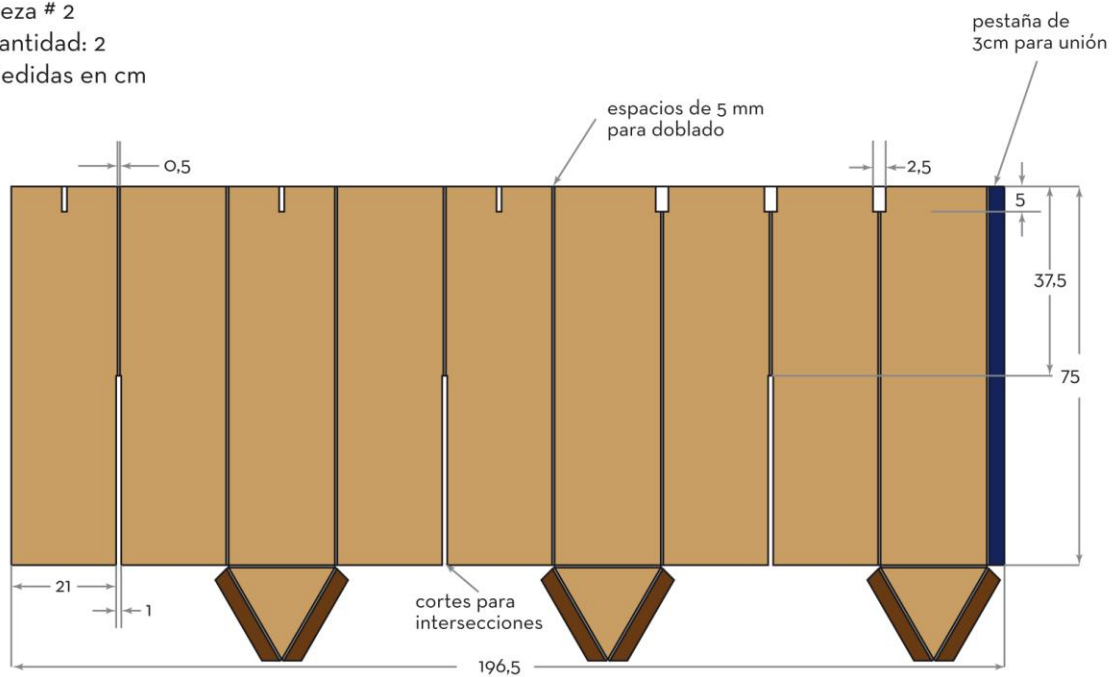 eza # 2
antidad: 2
edidas en cm
pestaña de
3cm para unión
espacios de 5 mm
para doblado
0,5
2,5
5
37,5
75
21
1
cortes para
intersecciones
196,5